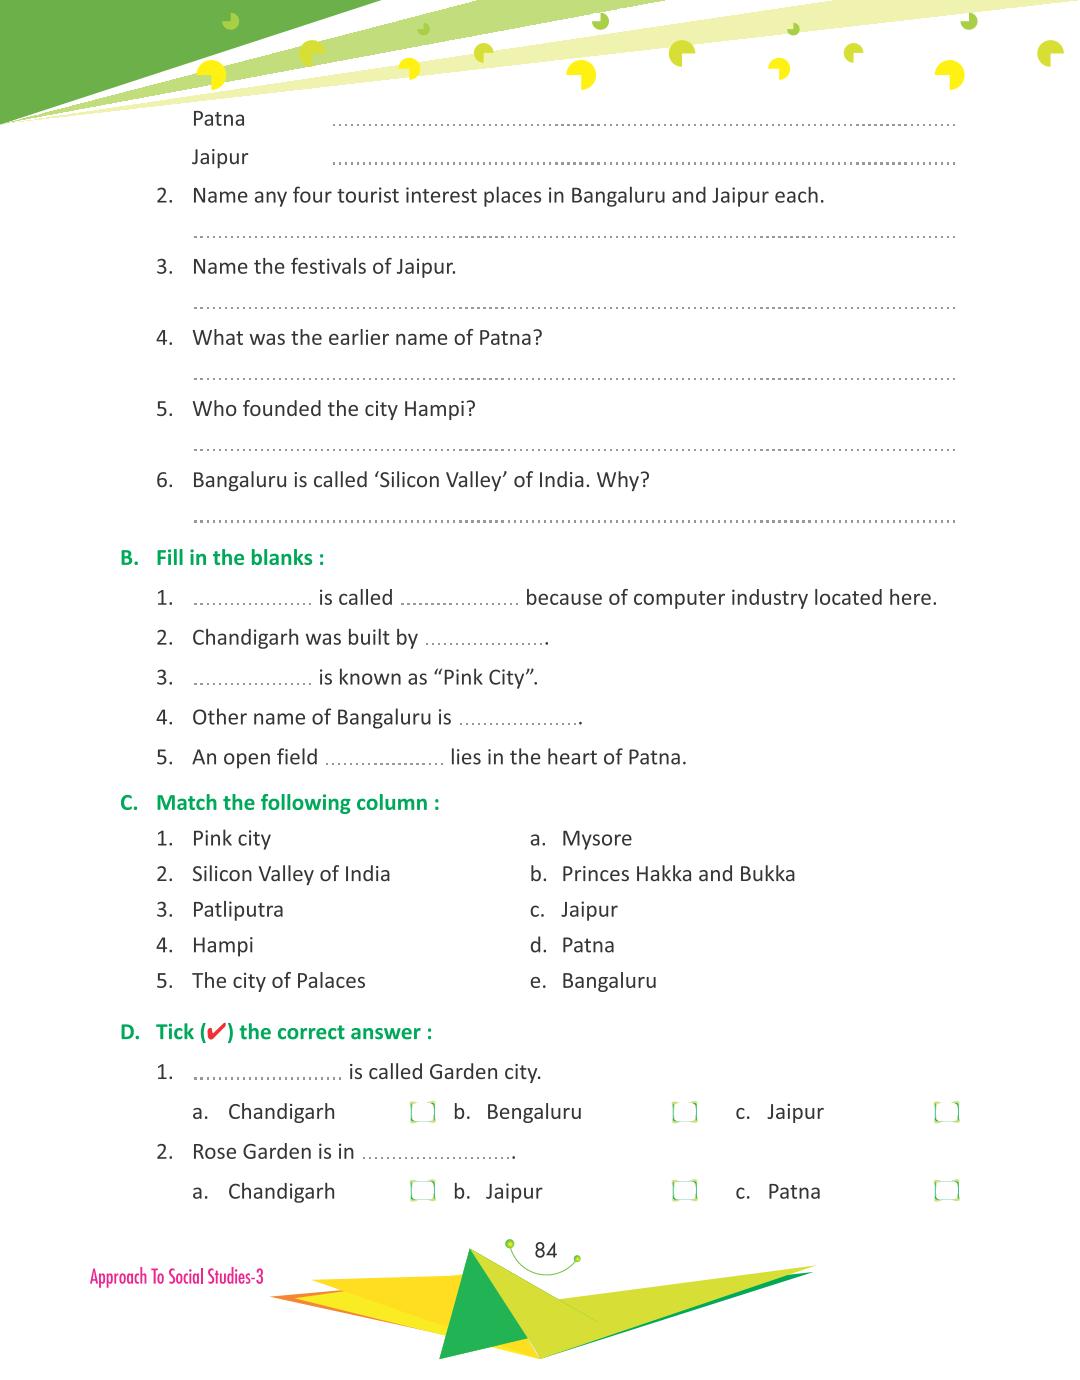 Patna ........................................
Jaipur ........................................
2. Name any four tourist interest places in Bangaluru and Jaipur each.
........................................
3. Name the festivals of Jaipur.
........................................
4. What was the earlier name of Patna?
........................................
5. Who founded the city Hampi?
........................................
6. Bangaluru is called ‘Silicon Valley’ of India. Why?
........................................
B. Fill in the blanks :
1. .................... is called .................... because of computer industry located here.
2. Chandigarh was built by .................... .
3. .................... is known as “Pink City”.
4. Other name of Bangaluru is .................... .
5. An open field .................... lies in the heart of Patna.
C. Match the following column :
1. Pink city a. Mysore
2. Silicon Valley of India b. Princes Hakka and Bukka
3. Patliputra c. Jaipur
4. Hampi d. Patna
5. The city of Palaces e. Bangaluru
D. Tick (✔) the correct answer :
1. ......................... is called Garden city.
a. Chandigarh b. Bengaluru c. Jaipur
2. Rose Garden is in ......................... .
a. Chandigarh b. Jaipur c. Patna
84
Approach To Social Studies-3